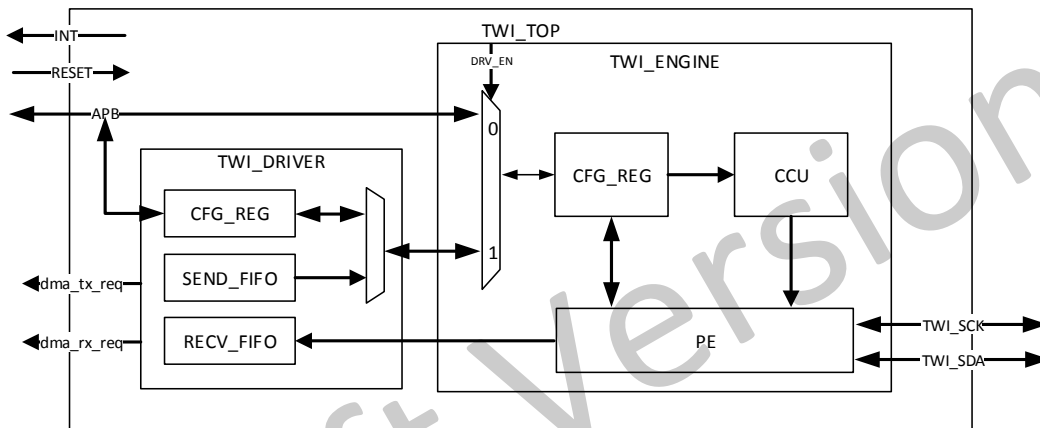 TWI_TOP
INT
DRV_EN
TWI_ENGINE
RESET
APB
0
TWI_DRIVER
CFG_REG
CFG_REG
CCU
1
SEND_FIFO
dma_tx_req
RECV_FIFO
dma_rx_req
PE
TWI_SCK
TWI_SDA
Version